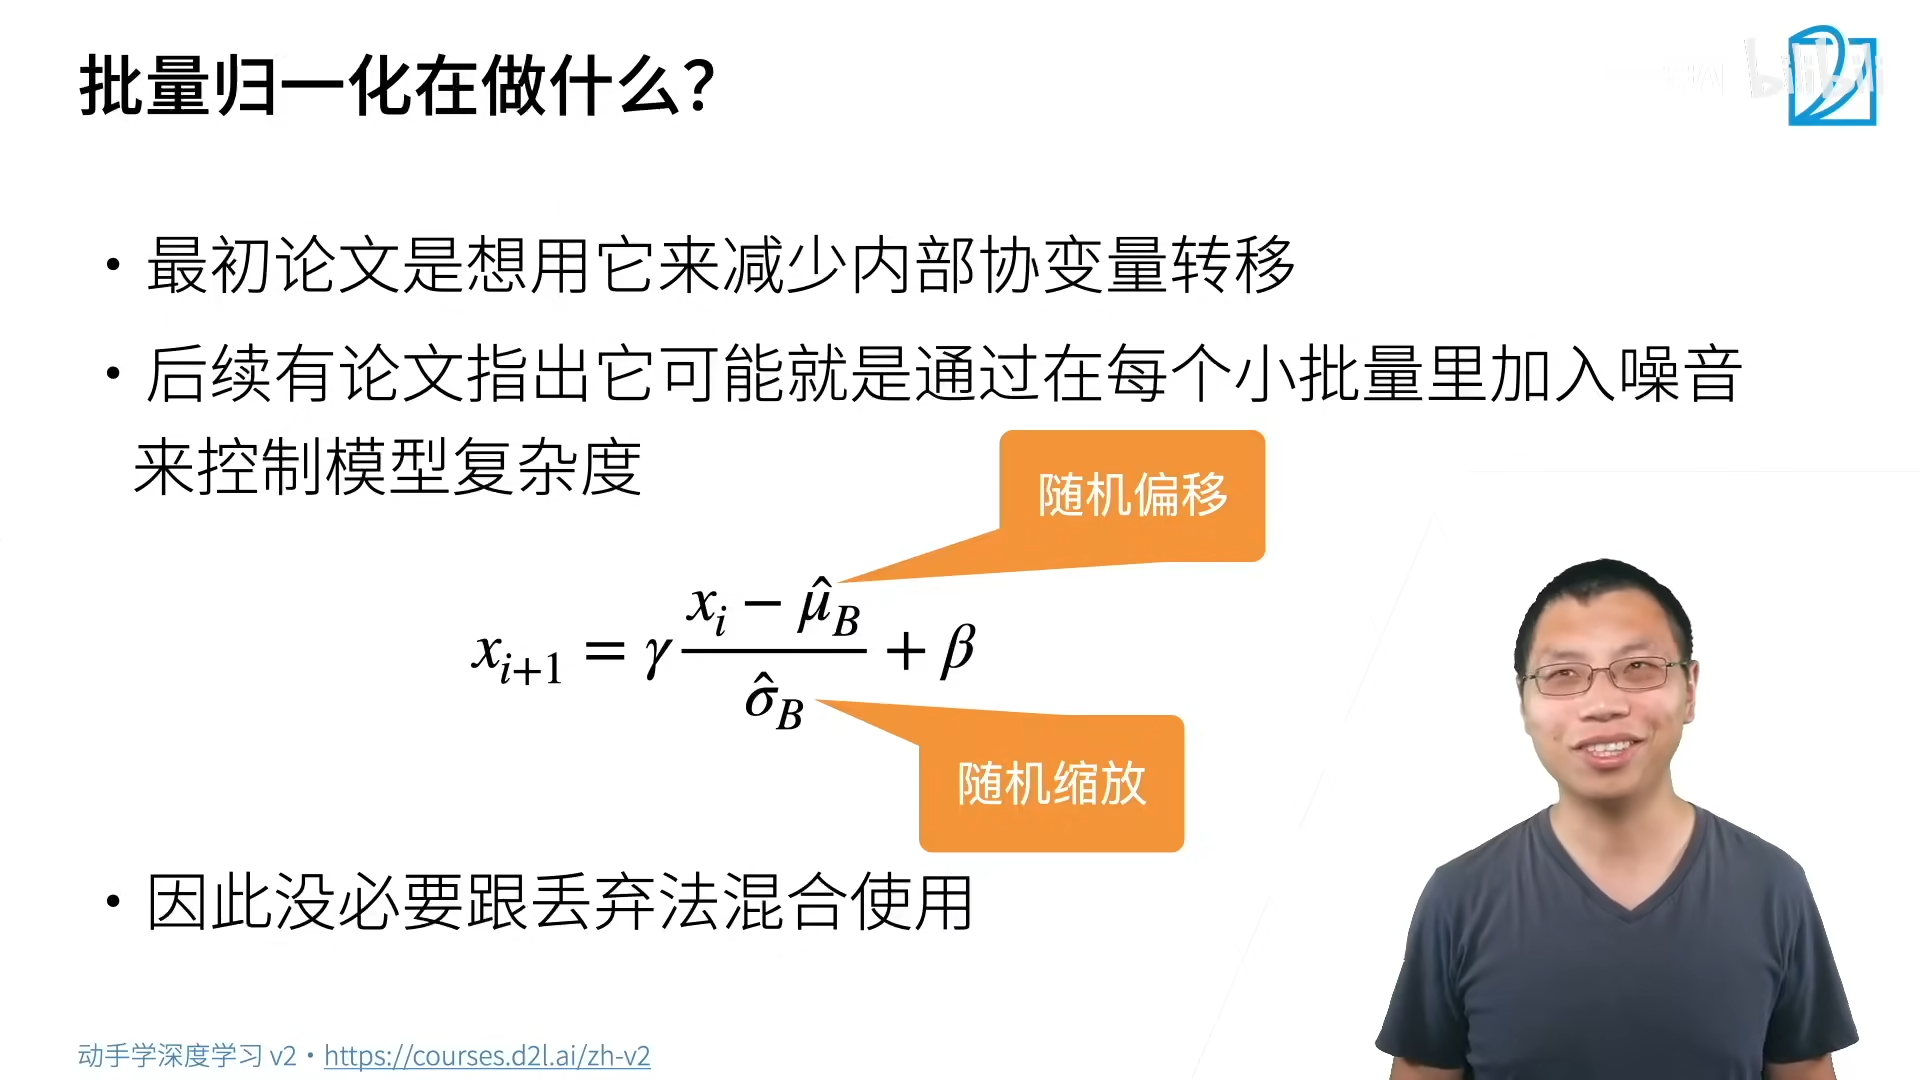 批量归一化在做什么?
bilibili
• 最初论文是想用它来减少内部协变量转移
• 后续有论文指出它可能就是通过在每个小批量里加入噪音
来控制模型复杂度
随机偏移
x_{i+1} = γ \frac{x_i − \hat{μ}_B}{\hat{σ}_B} + β
随机缩放
• 因此没必要跟丢弃法混合使用
动手学深度学习 v2 • https://courses.d2l.ai/zh-v2